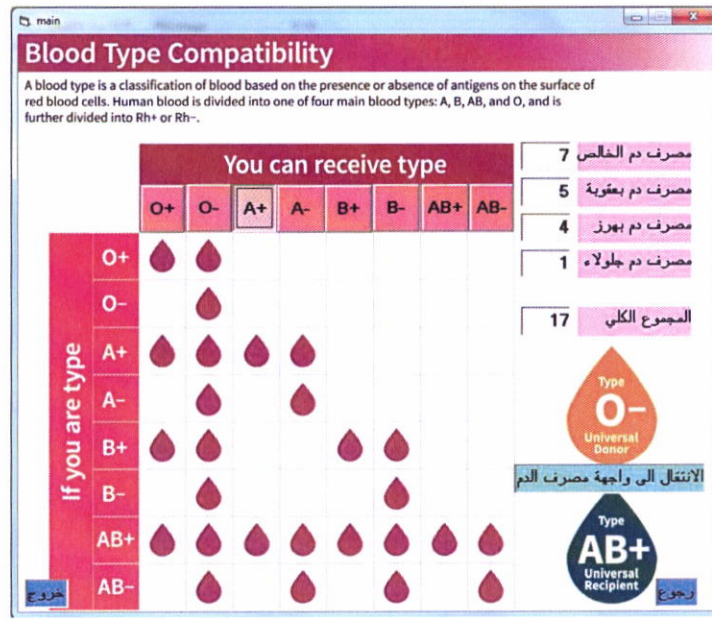 main
Blood Type Compatibility
A blood type is a classification of blood based on the presence or absence of antigens on the surface of
red blood cells. Human blood is divided into one of four main blood types: A, B, AB, and O, and is
further divided into Rh+ or Rh−.
You can receive type
O+ O- A+ A- B+ B- AB+ AB-
If you are type
O+
O−
A+
A−
B+
B−
AB+
AB−
مصرف دم الخالص 7
مصرف دم بعقوبة 5
مصرف دم بهرز 4
مصرف دم جلولاء 1
المجموع الكلي 17
Type
O−
Universal
Donor
الانتقال الى واجهة مصرف الدم
Type
AB+
Universal
Recipient
خروج
رجوع